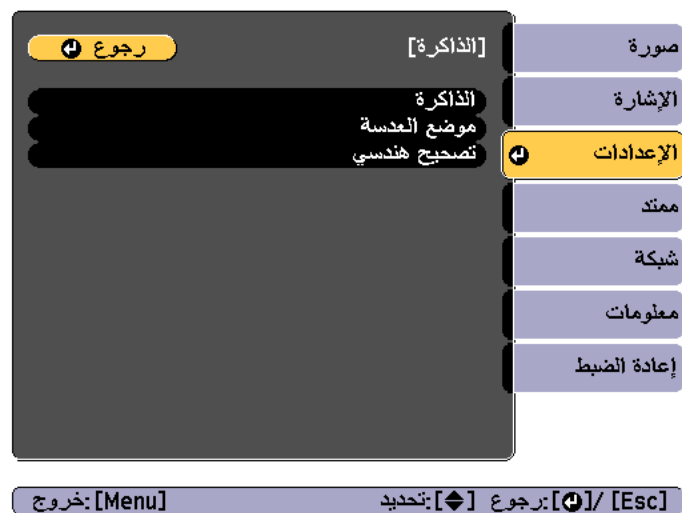 صورة
الإشارة
الإعدادات
ممتد
شبكة
معلومات
إعادة الضبط
[الذاكرة]
رجوع
الذاكرة
موضع العدسة
تصحيح هندسي
[Esc] /[⏎]:رجوع [◆]:تحديد [Menu]:خروج